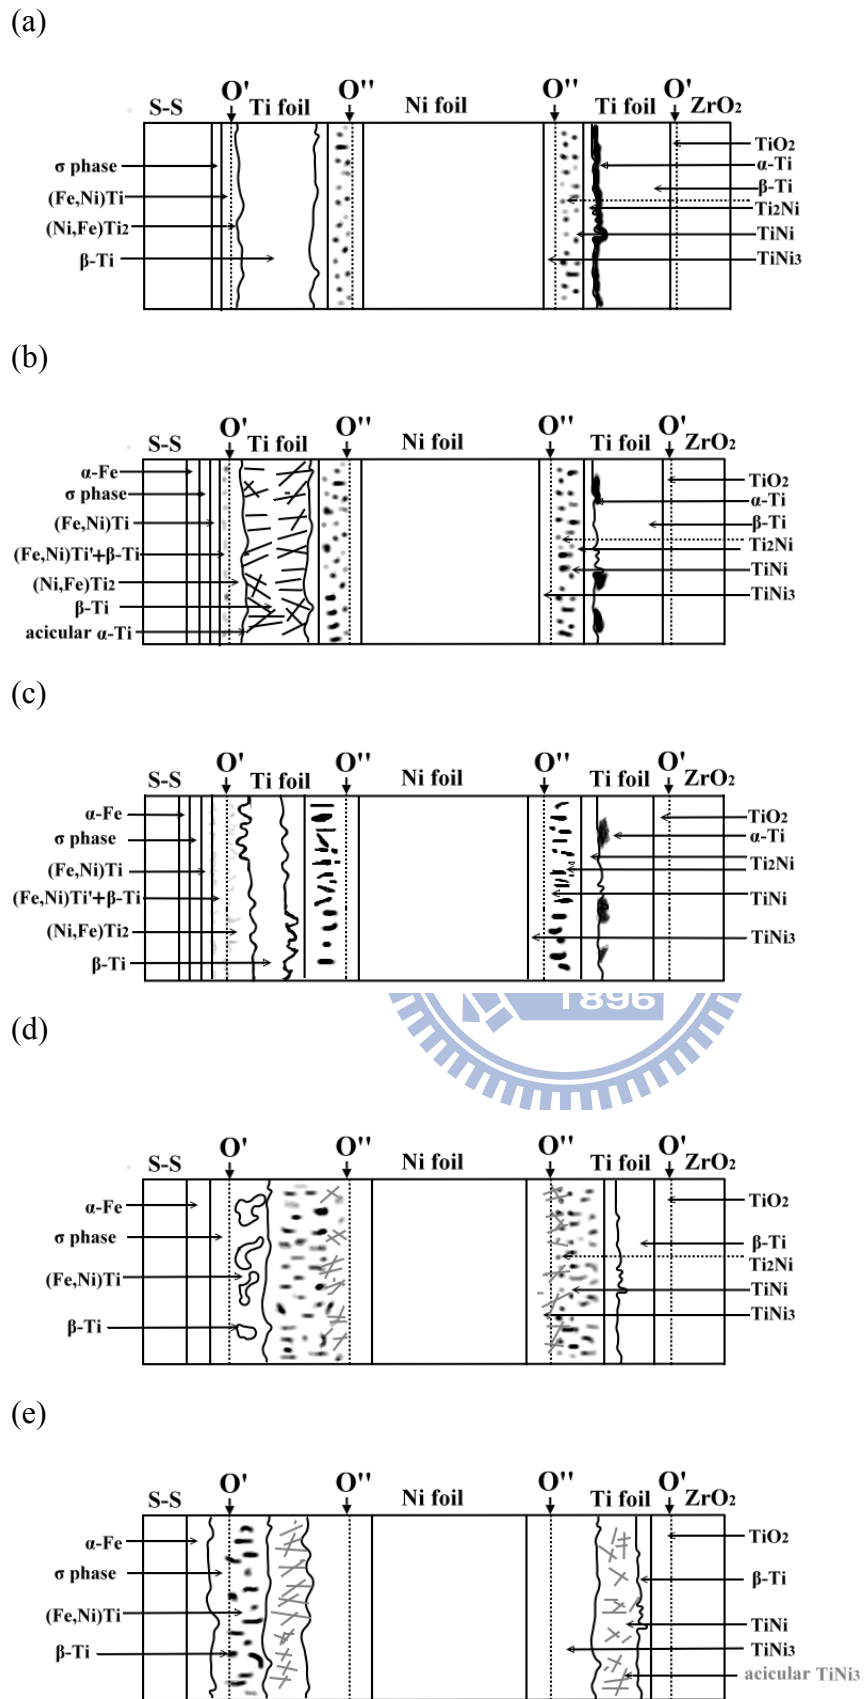 (a)
O' O'' O'' O'
S-S Ti foil Ni foil Ti foil ZrO₂
σ phase
(Fe,Ni)Ti
(Ni,Fe)Ti₂
β-Ti
TiO₂
α-Ti
β-Ti
Ti₂Ni
TiNi
TiNi₃
(b)
O' O'' O'' O'
S-S Ti foil Ni foil Ti foil ZrO₂
α-Fe
σ phase
(Fe,Ni)Ti
(Fe,Ni)Ti'+β-Ti
(Ni,Fe)Ti₂
β-Ti
acicular α-Ti
TiO₂
α-Ti
β-Ti
Ti₂Ni
TiNi
TiNi₃
(c)
O' O'' O'' O'
S-S Ti foil Ni foil Ti foil ZrO₂
α-Fe
σ phase
(Fe,Ni)Ti
(Fe,Ni)Ti'+β-Ti
(Ni,Fe)Ti₂
β-Ti
TiO₂
α-Ti
Ti₂Ni
TiNi
TiNi₃
1896
(d)
O' O'' O'' O'
S-S Ni foil Ti foil ZrO₂
α-Fe
σ phase
(Fe,Ni)Ti
β-Ti
TiO₂
β-Ti
Ti₂Ni
TiNi
TiNi₃
(e)
O' O'' O'' O'
S-S Ni foil Ti foil ZrO₂
α-Fe
σ phase
(Fe,Ni)Ti
β-Ti
TiO₂
β-Ti
TiNi
TiNi₃
acicular TiNi₃